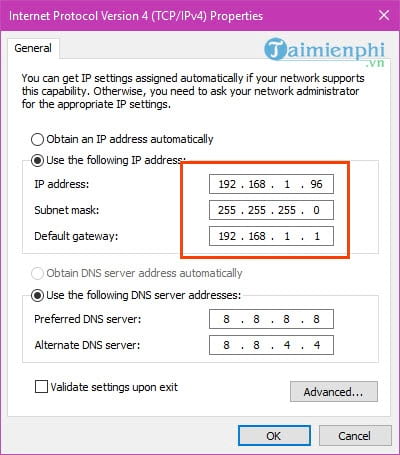 Internet Protocol Version 4 (TCP/IPv4) Properties
General
Taimienphi
.vn
You can get IP settings assigned automatically if your network supports
this capability. Otherwise, you need to ask your network administrator
for the appropriate IP settings.
Obtain an IP address automatically
Use the following IP address:
IP address: 192 . 168 . 1 . 96
Subnet mask: 255 . 255 . 255 . 0
Default gateway: 192 . 168 . 1 . 1
Obtain DNS server address automatically
Use the following DNS server addresses:
Preferred DNS server: 8 . 8 . 8 . 8
Alternate DNS server: 8 . 8 . 4 . 4
Validate settings upon exit
Advanced...
OK Cancel